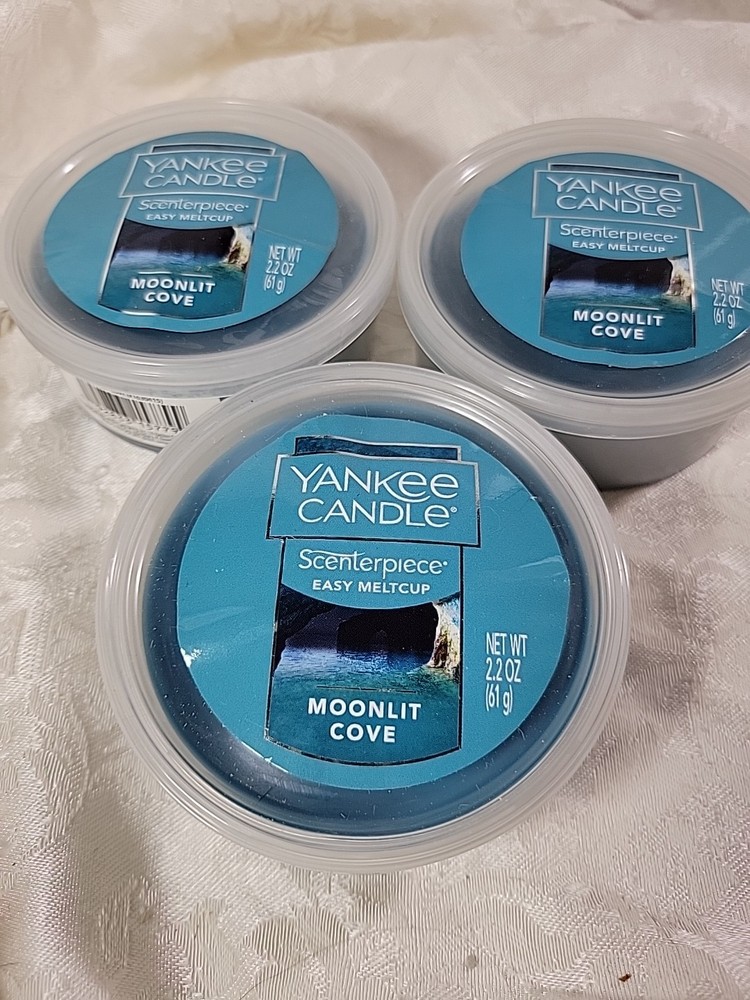 YANKEE
CANDLE®
Scenterpiece
EASY MELTCUP
MOONLIT
COVE
NET WT
2.2 OZ
(61 g)
YANKEE
CANDLE®
Scenterpiece
EASY MELTCUP
MOONLIT
COVE
NET WT
2.2 OZ
(61 g)
YANKEE
CANDLE®
Scenterpiece
EASY MELTCUP
NET WT
2.2 OZ
(61 g)
MOONLIT
COVE